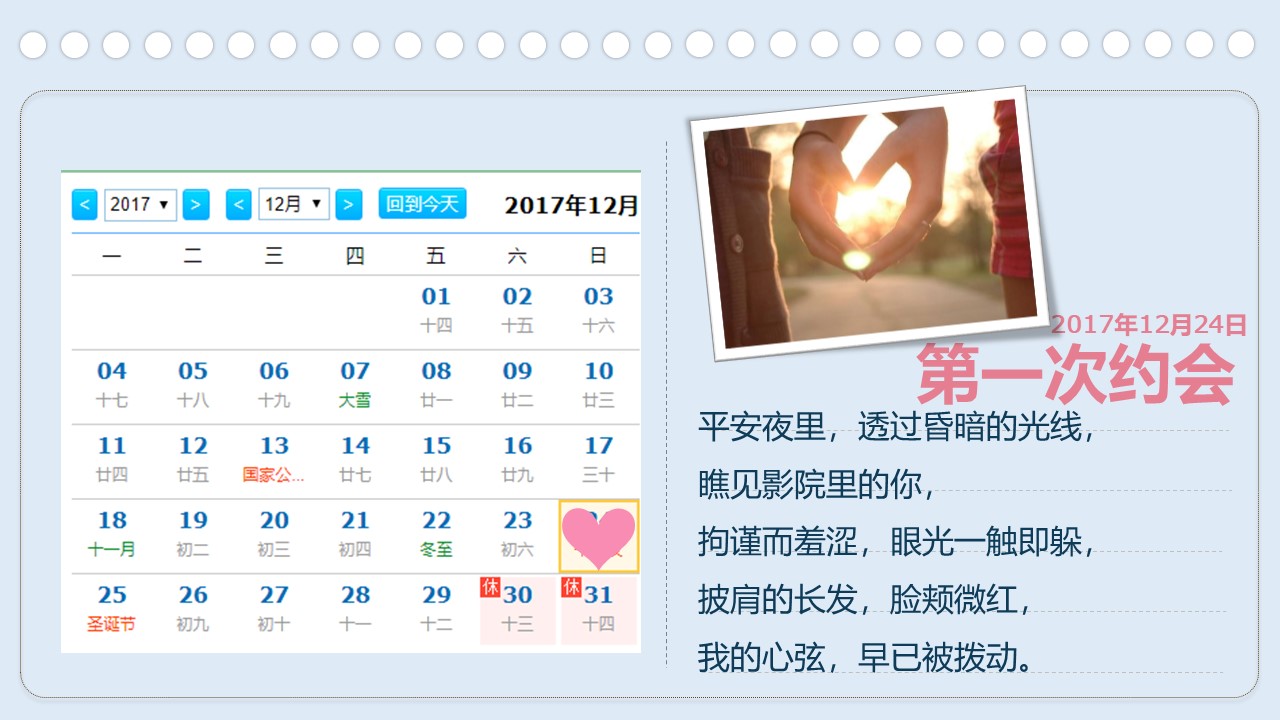 < 2017 ▼ > < 12月 ▼ > 回到今天 2017年12月
一 二 三 四 五 六 日
01 02 03
十四 十五 十六
04 05 06 07 08 09 10
十七 十八 十九 大雪 廿一 廿二 廿三
11 12 13 14 15 16 17
廿四 廿五 国家公... 廿七 廿八 廿九 三十
18 19 20 21 22 23
十一月 初二 初三 初四 冬至 初六
25 26 27 28 29 休 30 休 31
圣诞节 初九 初十 十一 十二 十三 十四
2017年12月24日
第一次约会
平安夜里，透过昏暗的光线，
瞧见影院里的你，
拘谨而羞涩，眼光一触即躲，
披肩的长发，脸颊微红，
我的心弦，早已被拨动。